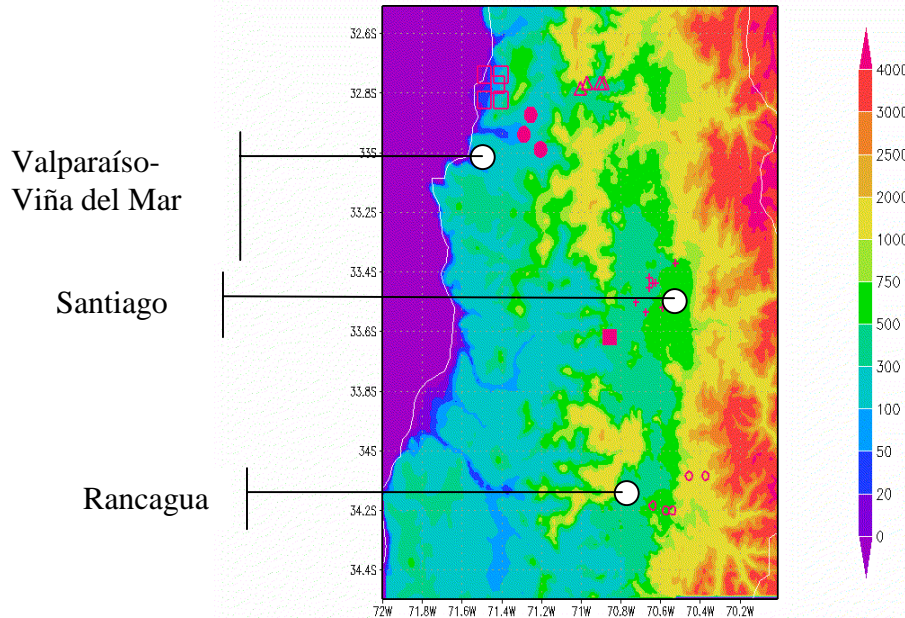 Valparaíso-
Viña del Mar
Santiago
Rancagua
32.6S
32.8S
33S
33.2S
33.4S
33.6S
33.8S
34S
34.2S
34.4S
72W 71.8W 71.6W 71.4W 71.2W 71W 70.8W 70.6W 70.4W 70.2W
4000
3000
2500
2000
1000
750
500
300
100
50
20
0